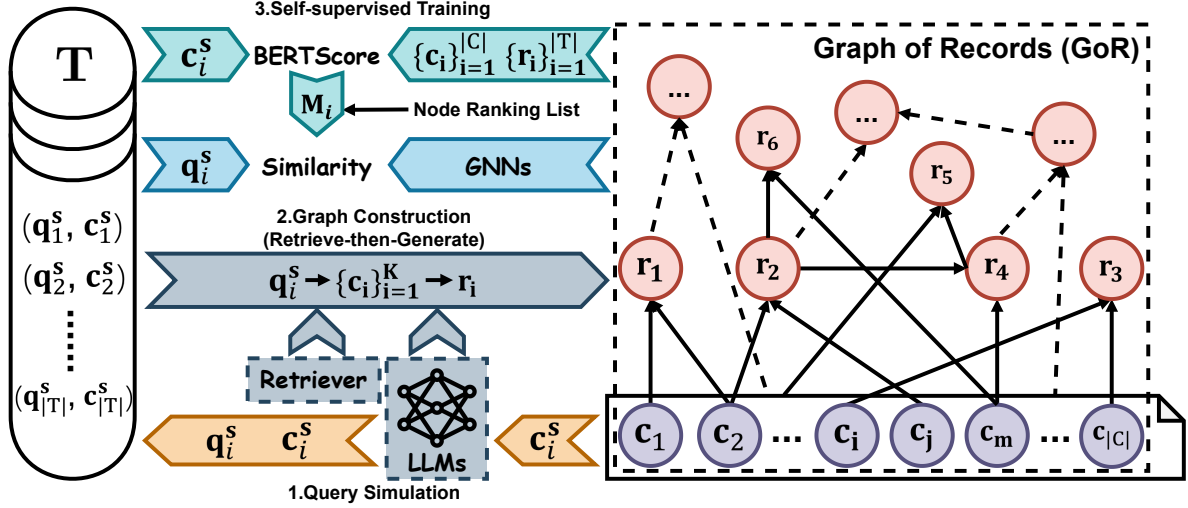 3.Self-supervised Training
T
c_i^s
BERTScore
{c_i}_{i=1}^{|C|} {r_i}_{i=1}^{|T|}
M_i
Node Ranking List
q_i^s
Similarity
GNNs
2.Graph Construction
(Retrieve-then-Generate)
q_i^s → {c_i}_{i=1}^K → r_i
(q_1^s, c_1^s)
(q_2^s, c_2^s)
(q_{|T|}^s, c_{|T|}^s)
Retriever
LLMs
q_i^s c_i^s
c_i^s
1.Query Simulation
Graph of Records (GoR)
...
r_6
...
...
r_5
r_1
r_2
r_4
r_3
c_1 c_2 ... c_i c_j c_m ... c_{|C|}